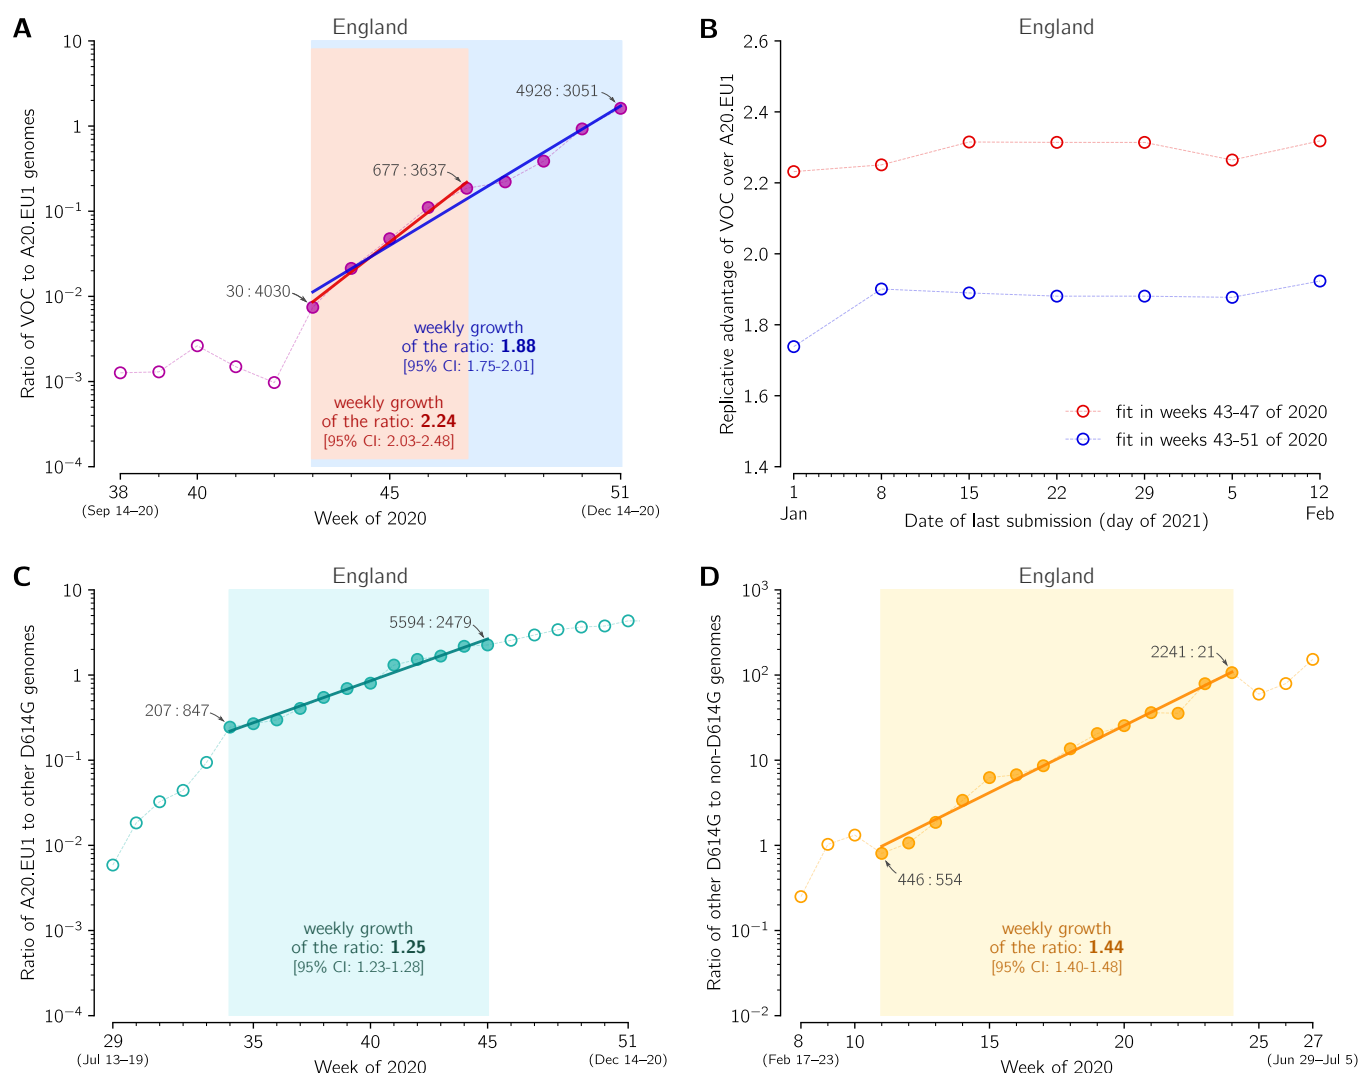 A
England
Ratio of VOC to A20.EU1 genomes
10
1
10⁻¹
10⁻²
10⁻³
10⁻⁴
4928 : 3051
677 : 3637
30 : 4030
weekly growth
of the ratio: 1.88
[95% CI: 1.75-2.01]
weekly growth
of the ratio: 2.24
[95% CI: 2.03-2.48]
38
40
45
51
(Sep 14–20)
(Dec 14–20)
Week of 2020
B
England
Replicative advantage of VOC over A20.EU1
2.6
2.4
2.2
2.0
1.8
1.6
1.4
fit in weeks 43-47 of 2020
fit in weeks 43-51 of 2020
1
8
15
22
29
5
12
Jan
Feb
Date of last submission (day of 2021)
C
England
Ratio of A20.EU1 to other D614G genomes
10
1
10⁻¹
10⁻²
10⁻³
10⁻⁴
5594 : 2479
207 : 847
weekly growth
of the ratio: 1.25
[95% CI: 1.23-1.28]
29
35
40
45
51
(Jul 13–19)
(Dec 14–20)
Week of 2020
D
England
Ratio of other D614G to non–D614G genomes
10³
10²
10
1
10⁻¹
10⁻²
2241 : 21
446 : 554
weekly growth
of the ratio: 1.44
[95% CI: 1.40-1.48]
8
10
15
20
27
(Feb 17–23)
(Jun 29–Jul 5)
Week of 2020